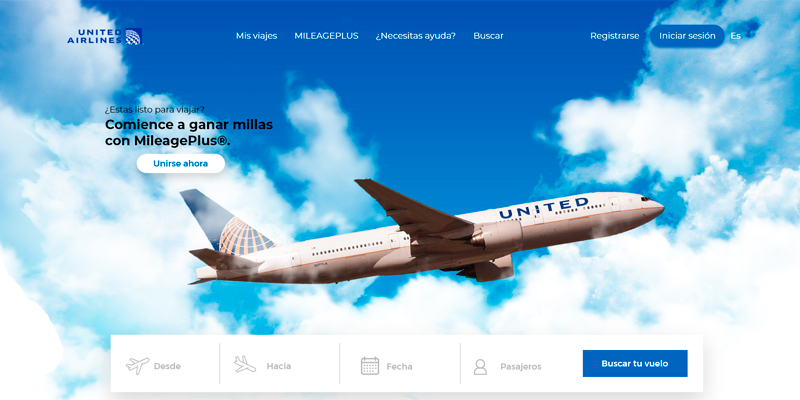 UNITED
AIRLINES
Mis viajes
MILEAGEPLUS
¿Necesitas ayuda?
Buscar
Registrarse
Iniciar sesión
Es
¿Estas listo para viajar?
Comience a ganar millas
con MileagePlus®.
Unirse ahora
UNITED
Desde
Hacia
Fecha
Pasajeros
Buscar tu vuelo